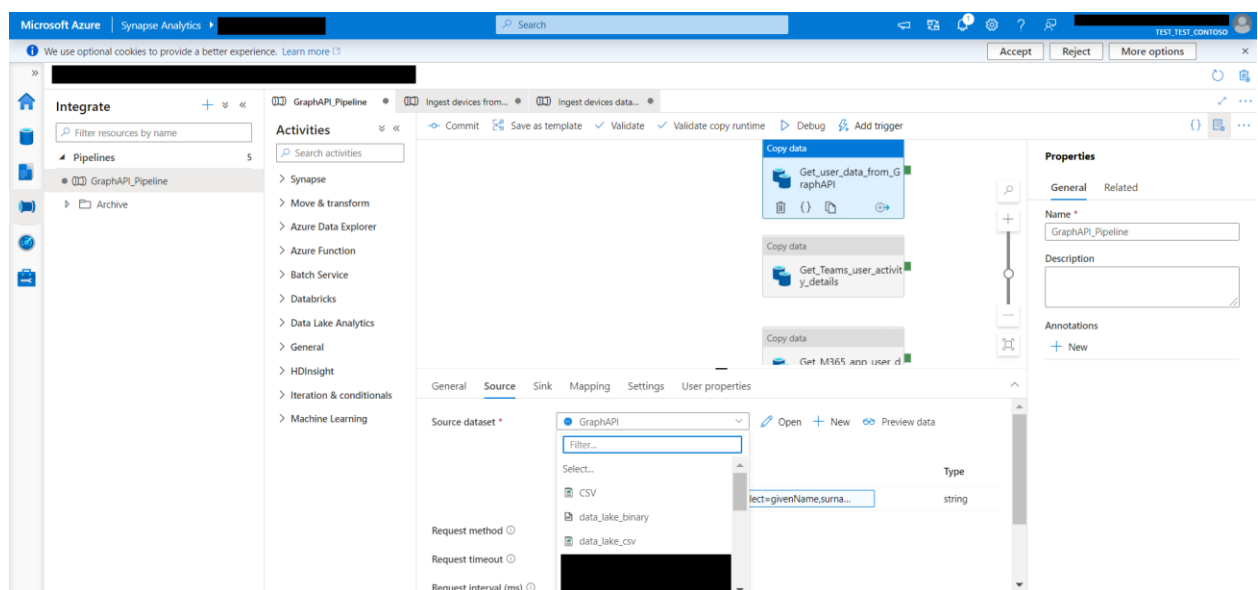 Microsoft Azure | Synapse Analytics
Search
TEST_TEST_CONTOSO
We use optional cookies to provide a better experience. Learn more
Accept
Reject
More options
Integrate
Filter resources by name
Pipelines 5
GraphAPI_Pipeline
Archive
GraphAPI_Pipeline
Ingest devices from...
Ingest devices data...
Activities
Search activities
Synapse
Move & transform
Azure Data Explorer
Azure Function
Batch Service
Databricks
Data Lake Analytics
General
HDInsight
Iteration & conditionals
Machine Learning
Commit
Save as template
Validate
Validate copy runtime
Debug
Add trigger
Copy data
Get_user_data_from_G
raphAPI
Copy data
Get_Teams_user_activit
y_details
Copy data
Get_M365_app_user_d
General
Source
Sink
Mapping
Settings
User properties
Source dataset *
GraphAPI
Open
New
Preview data
Filter...
Select...
CSV
data_lake_binary
data_lake_csv
Type
lect=givenName,surna...
string
Request method
Request timeout
Request interval (ms)
Properties
General
Related
Name *
GraphAPI_Pipeline
Description
Annotations
New